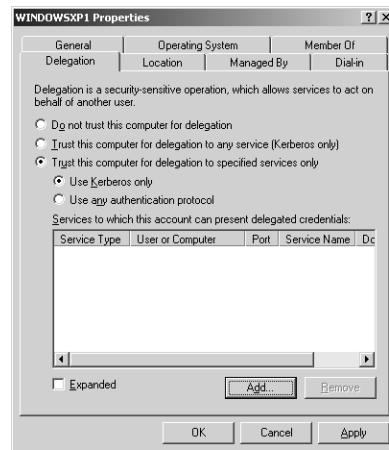 WINDOWSXP1 Properties
General Operating System Member Of
Delegation Location Managed By Dial-in
Delegation is a security-sensitive operation, which allows services to act on
behalf of another user.
Do not trust this computer for delegation
Trust this computer for delegation to any service (Kerberos only)
Trust this computer for delegation to specified services only
Use Kerberos only
Use any authentication protocol
Services to which this account can present delegated credentials:
Service Type User or Computer Port Service Name Do
Expanded Add... Remove
OK Cancel Apply